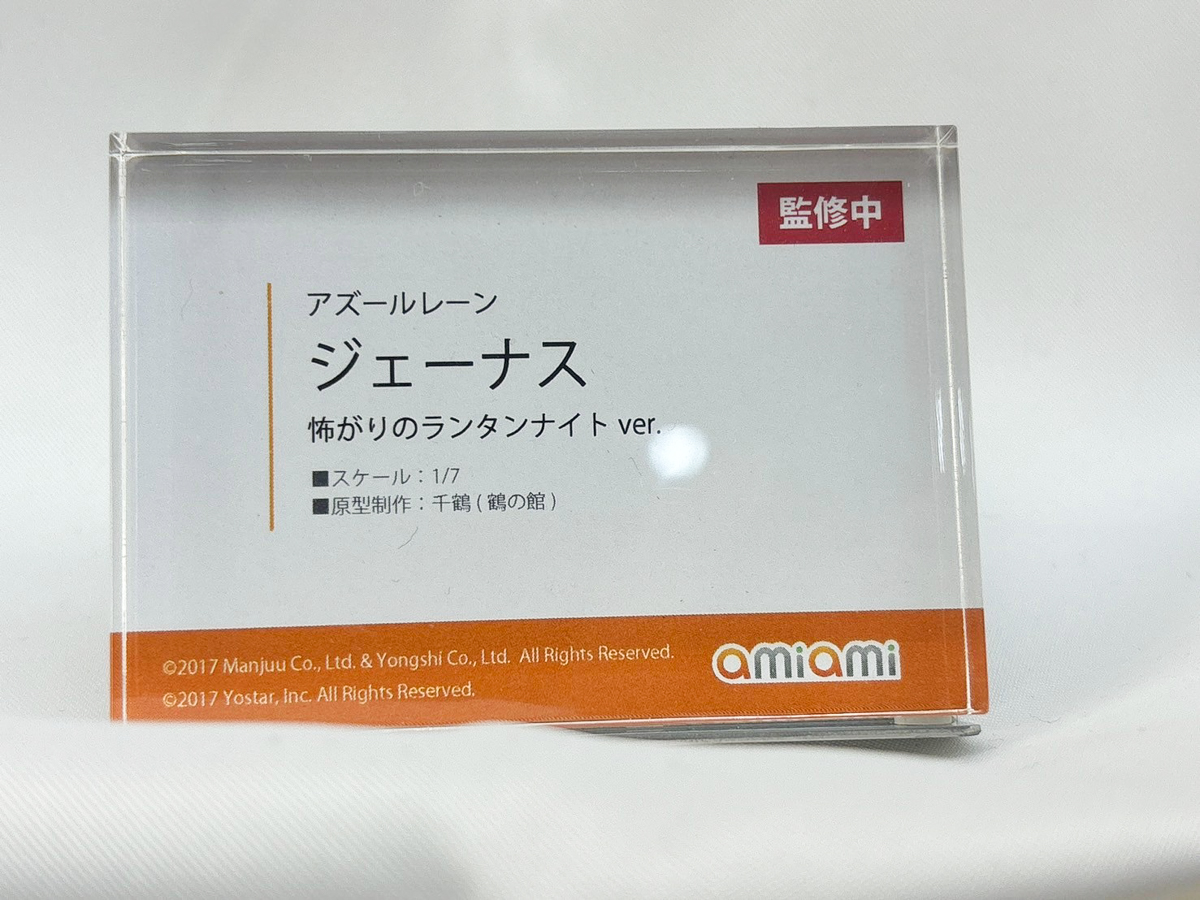 監修中
アズールレーン
ジェーナス
怖がりのランタンナイト ver.
■スケール：1/7
■原型制作：千鶴 ( 鶴の館 )
©2017 Manjuu Co., Ltd. & Yongshi Co., Ltd. All Rights Reserved.
©2017 Yostar, Inc. All Rights Reserved.
amiami